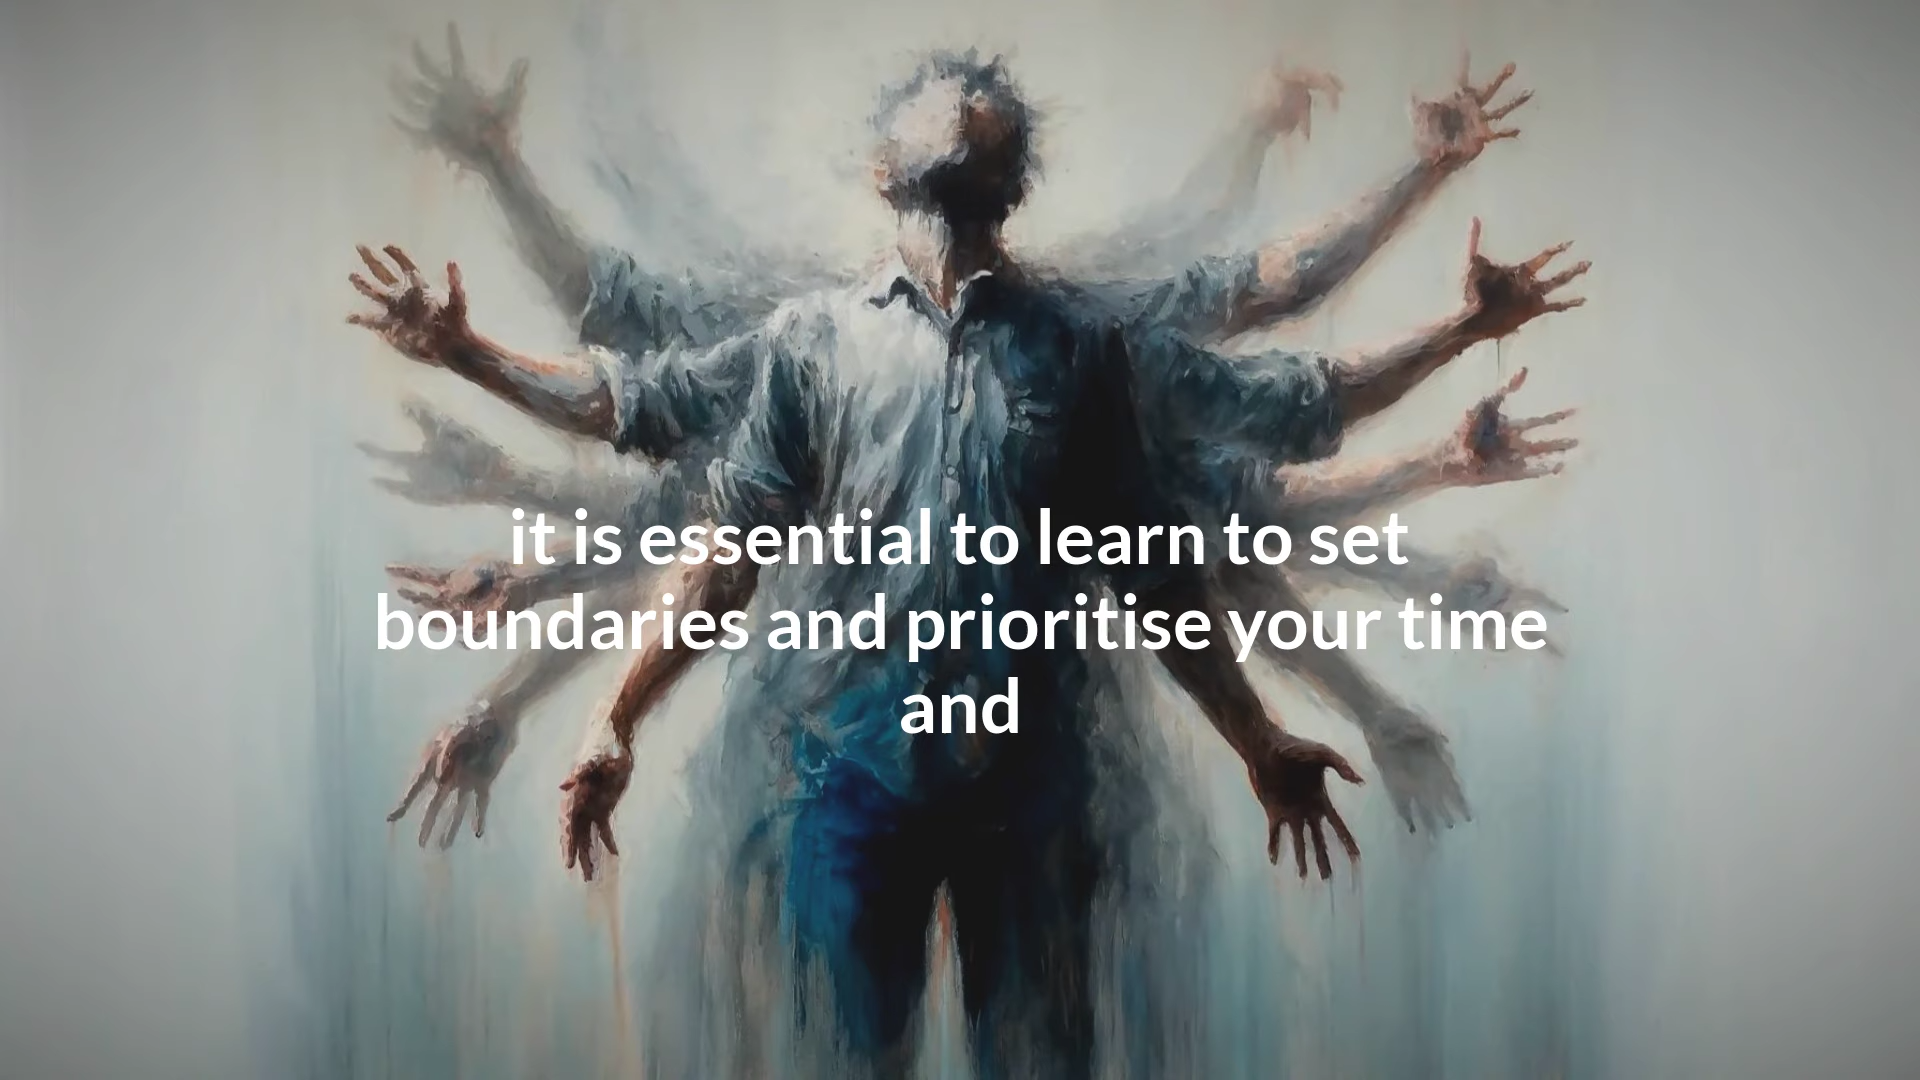 it is essential to learn to set
boundaries and prioritise your time
and